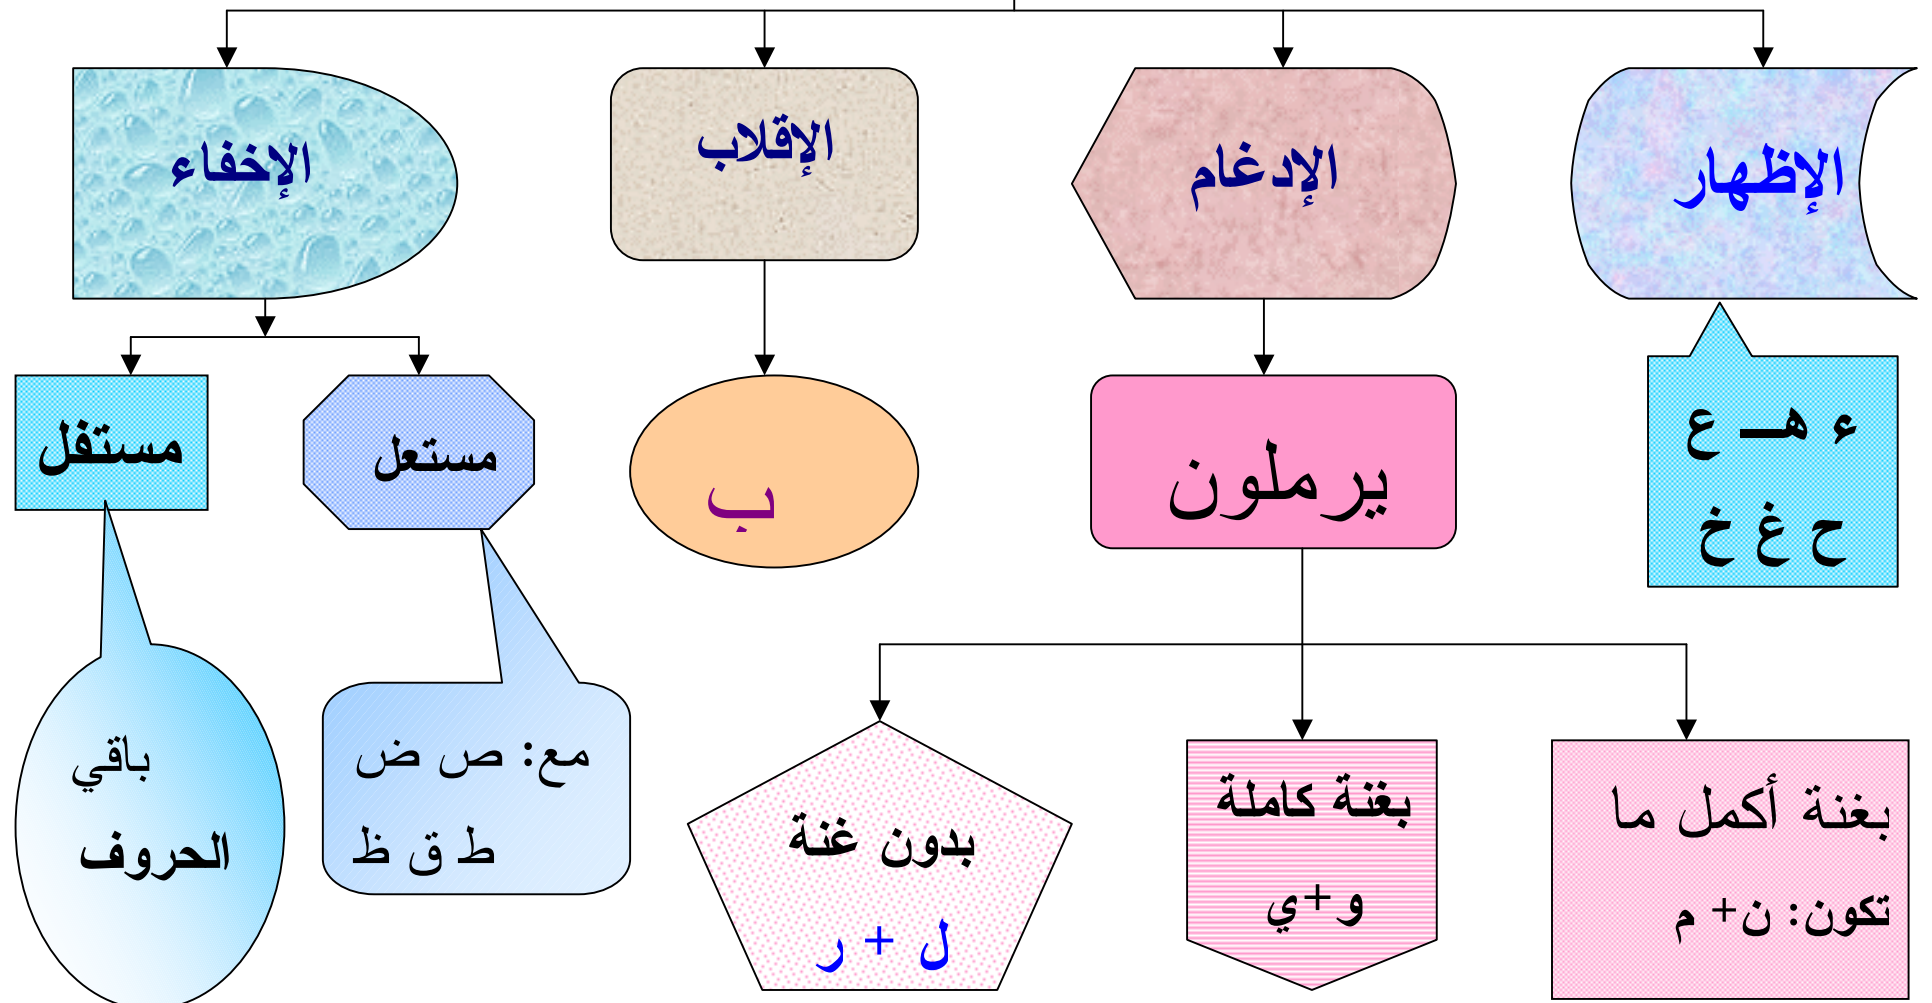 الإظهار
الإدغام
الإقلاب
الإخفاء
ء هـ ع
ح غ خ
يرملون
ب
مستعل
مستفل
بغنة أكمل ما
تكون: ن+ م
بغنة كاملة
و+ي
بدون غنة
ل + ر
مع: ص ض
ط ق ظ
باقي
الحروف